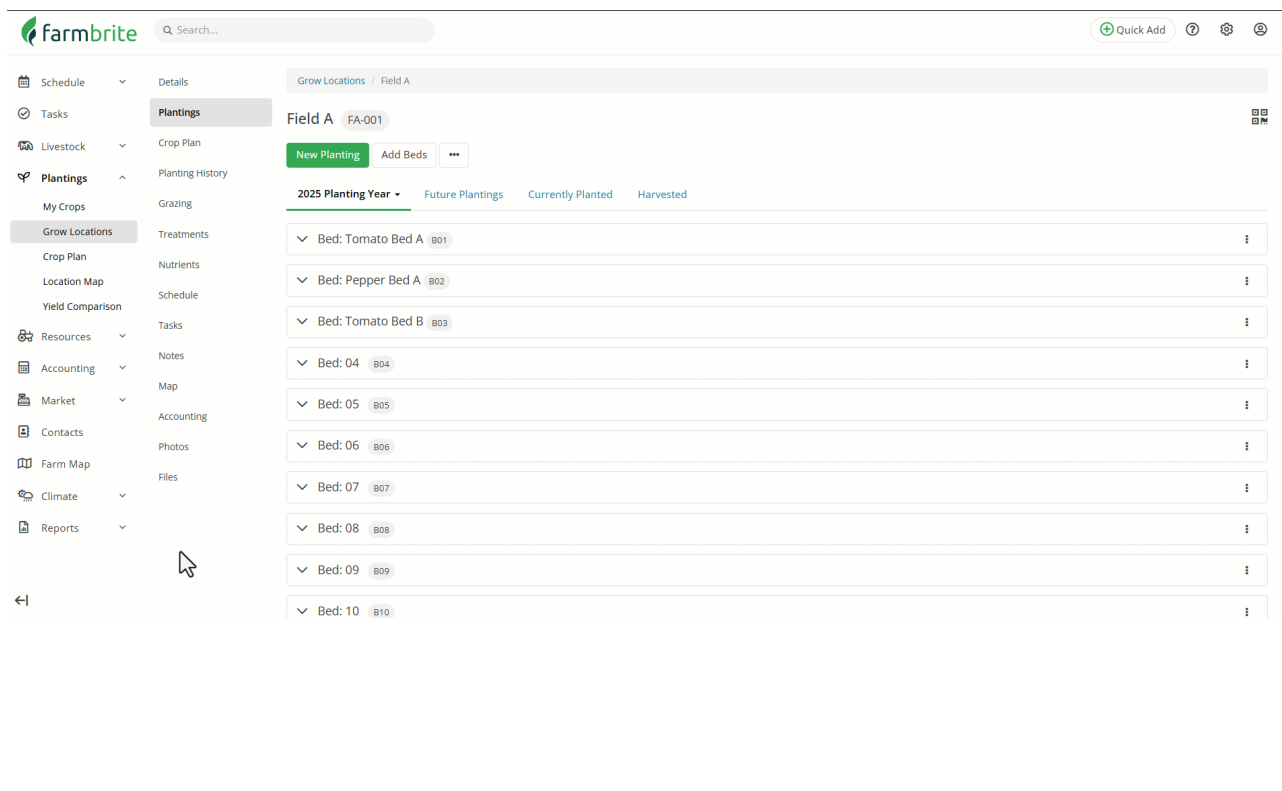 farmbrite
Search...
Quick Add
Schedule
Tasks
Livestock
Plantings
My Crops
Grow Locations
Crop Plan
Location Map
Yield Comparison
Resources
Accounting
Market
Contacts
Farm Map
Climate
Reports
Details
Plantings
Crop Plan
Planting History
Grazing
Treatments
Nutrients
Schedule
Tasks
Notes
Map
Accounting
Photos
Files
Grow Locations / Field A
Field A FA-001
New Planting Add Beds
2025 Planting Year Future Plantings Currently Planted Harvested
Bed: Tomato Bed A B01
Bed: Pepper Bed A B02
Bed: Tomato Bed B B03
Bed: 04 B04
Bed: 05 B05
Bed: 06 B06
Bed: 07 B07
Bed: 08 B08
Bed: 09 B09
Bed: 10 B10